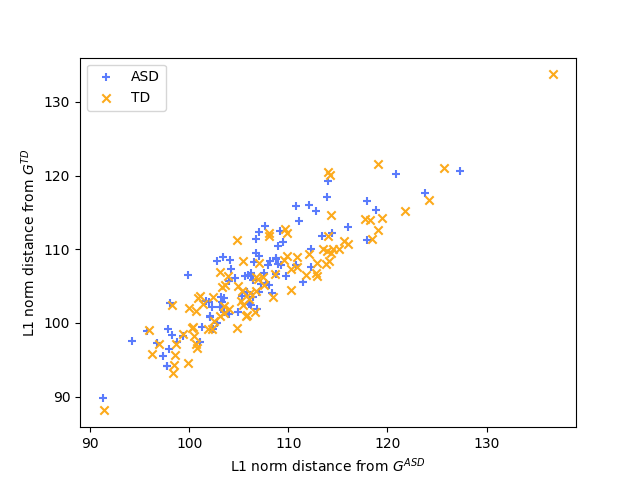 ASD
TD
130
120
110
100
90
L1 norm distance from G^{TD}
90
100
110
120
130
L1 norm distance from G^{ASD}